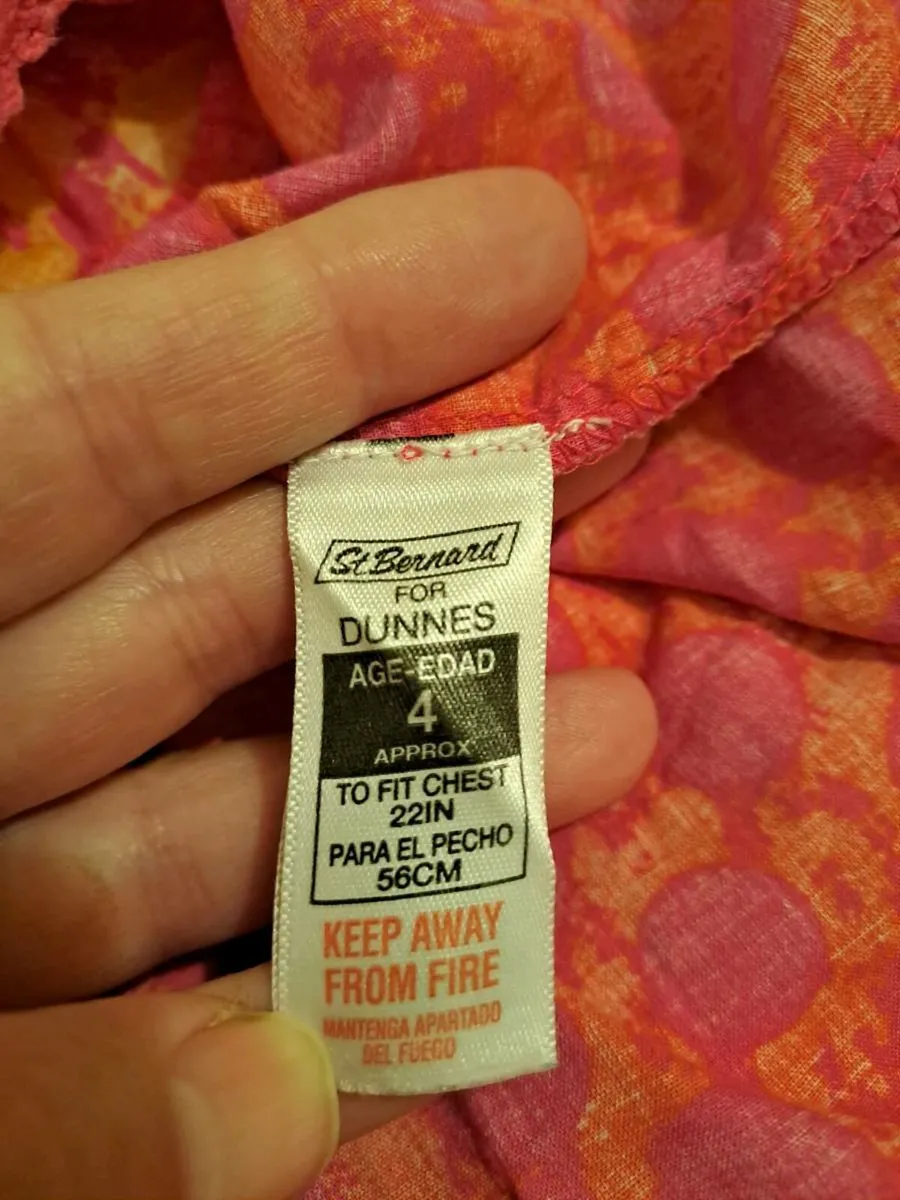 St Bernard
FOR
DUNNES
AGE-EDAD
4
APPROX
TO FIT CHEST
22IN
PARA EL PECHO
56CM
KEEP AWAY
FROM FIRE
MANTENGA APARTADO
DEL FUEGO